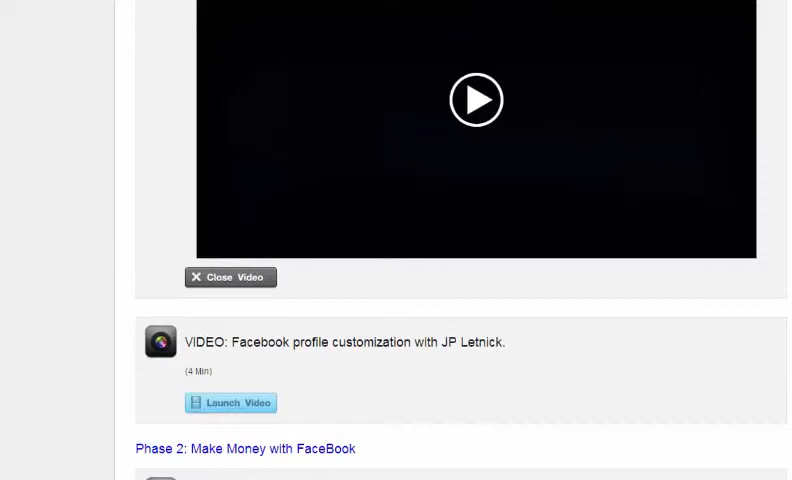 Close Video
VIDEO: Facebook profile customization with JP Letnick.
(4 Min)
Launch Video
Phase 2: Make Money with FaceBook